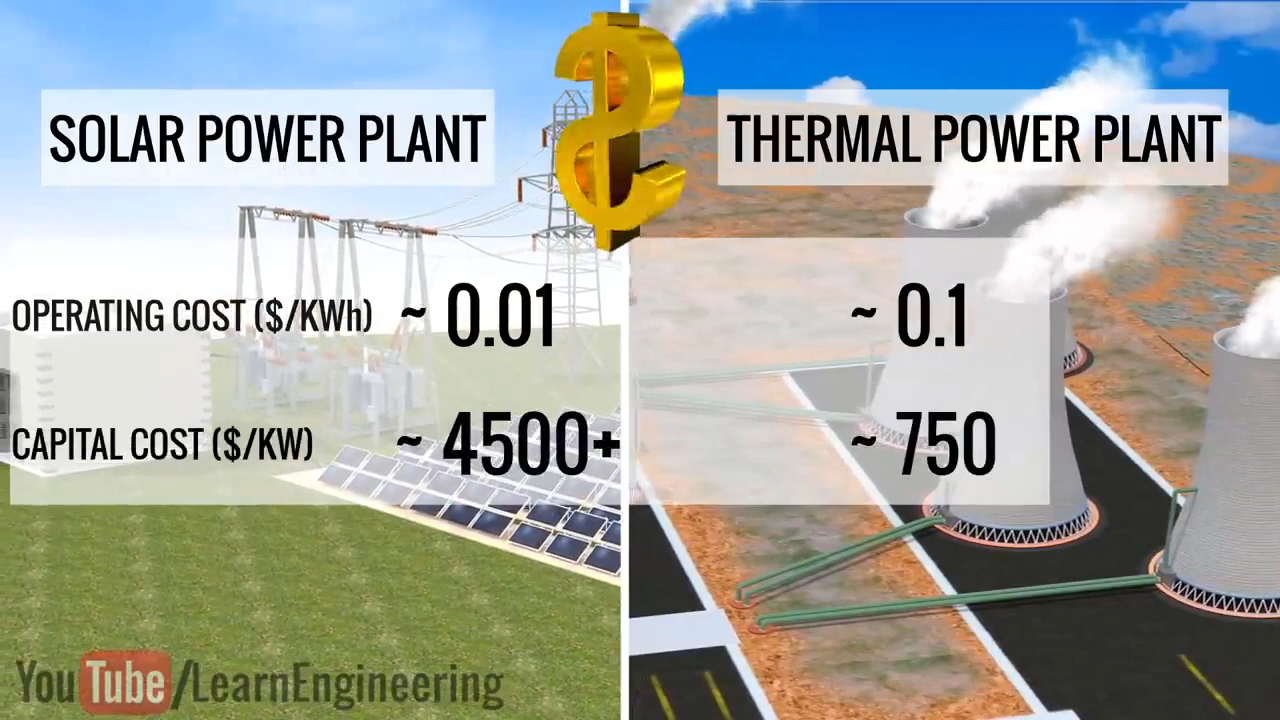 SOLAR POWER PLANT
THERMAL POWER PLANT
OPERATING COST ($/KWh) ~ 0.01 ~ 0.1
CAPITAL COST ($/KW) ~ 4500+ ~ 750
YouTube/LearnEngineering